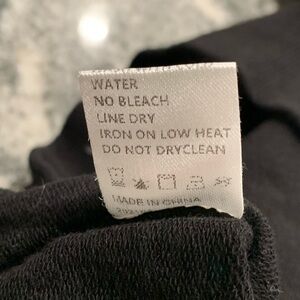 WATER
NO BLEACH
LINE DRY
IRON ON LOW HEAT
DO NOT DRYCLEAN
MADE IN CHINA